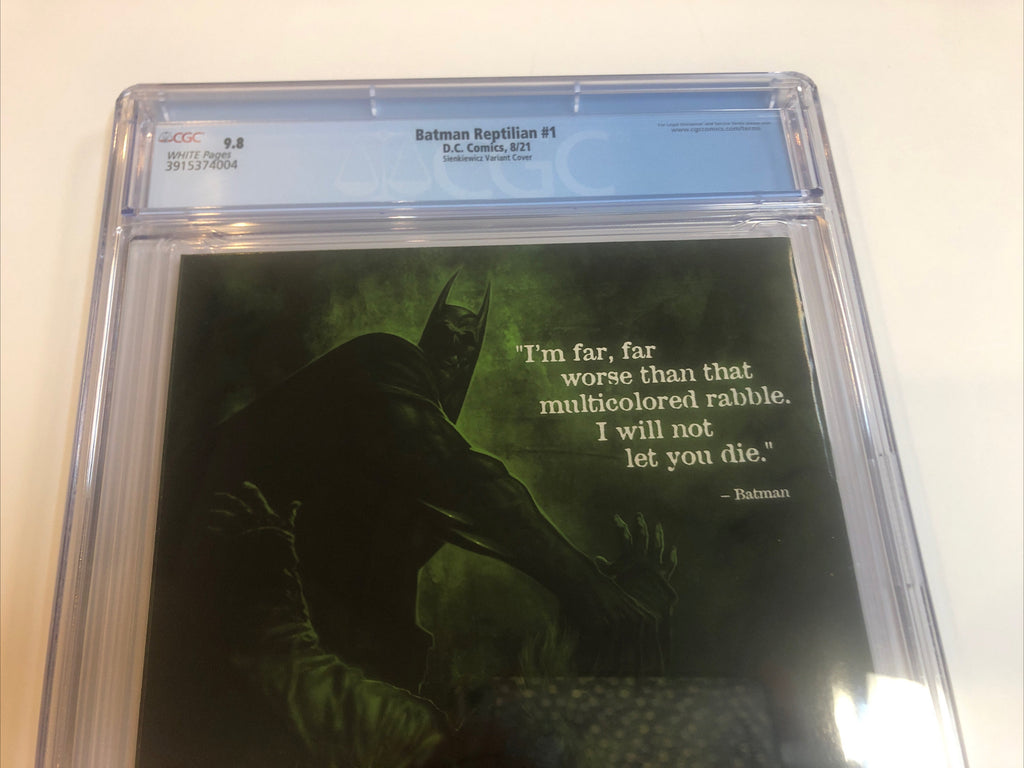 CGC 9.8
WHITE Pages
3915374004
Batman Reptilian #1
D.C. Comics, 8/21
Sienkiewicz Variant Cover
www.cgccomics.com/terms
CGC
"I'm far, far
worse than that
multicolored rabble.
I will not
let you die."
– Batman